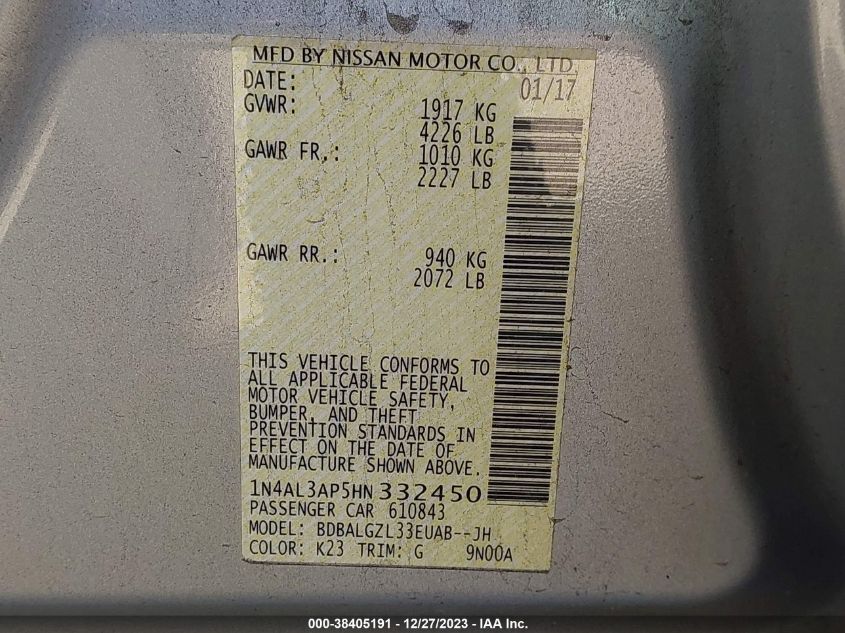 MFD BY NISSAN MOTOR CO., LTD.
DATE: 01/17
GVWR: 1917 KG
4226 LB
GAWR FR.: 1010 KG
2227 LB
GAWR RR.: 940 KG
2072 LB
THIS VEHICLE CONFORMS TO
ALL APPLICABLE FEDERAL
MOTOR VEHICLE SAFETY,
BUMPER, AND THEFT
PREVENTION STANDARDS IN
EFFECT ON THE DATE OF
MANUFACTURE SHOWN ABOVE.
1N4AL3AP5HN332450
PASSENGER CAR 610843
MODEL: BDBALGZL33EUAB--JH
COLOR: K23 TRIM: G 9N00A
000-38405191 - 12/27/2023 - IAA Inc.